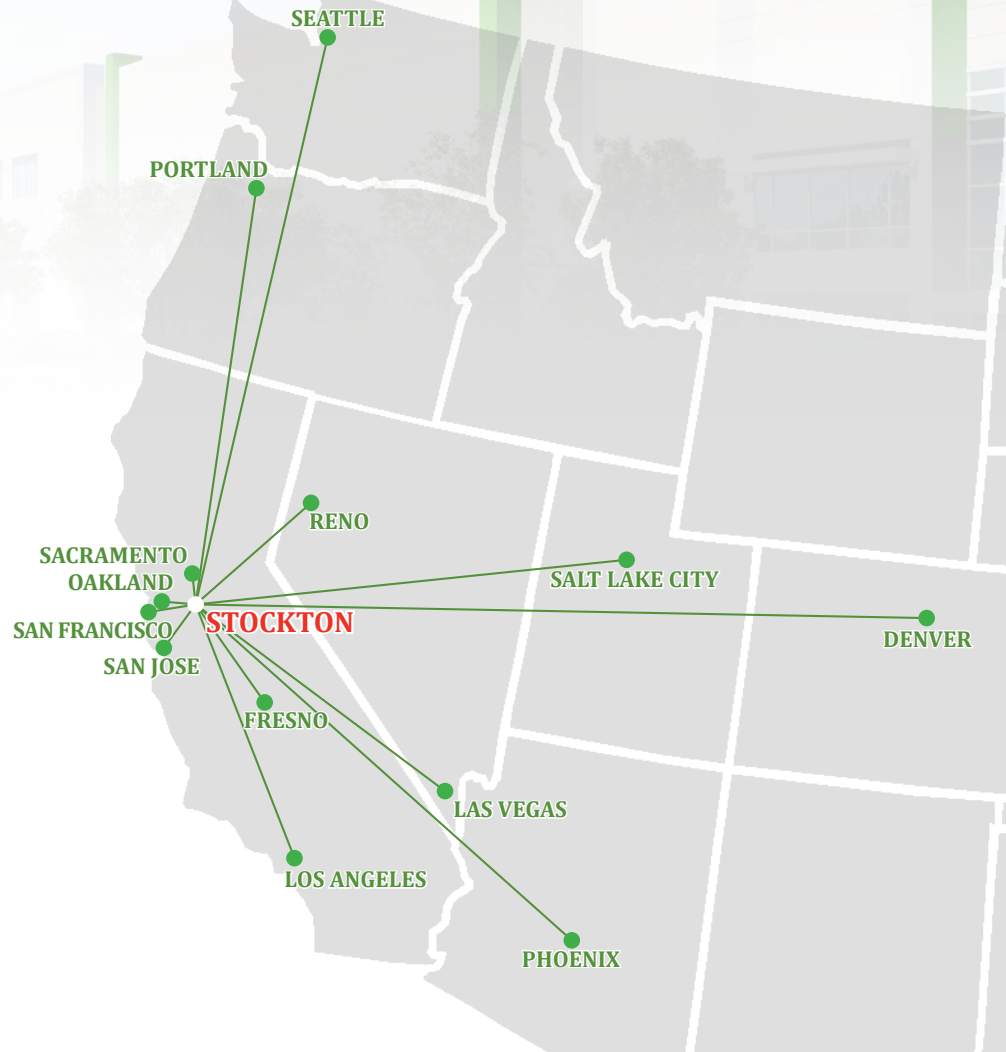 SEATTLE
PORTLAND
RENO
SACRAMENTO
OAKLAND
SALT LAKE CITY
STOCKTON
SAN FRANCISCO
DENVER
SAN JOSE
FRESNO
LAS VEGAS
LOS ANGELES
PHOENIX